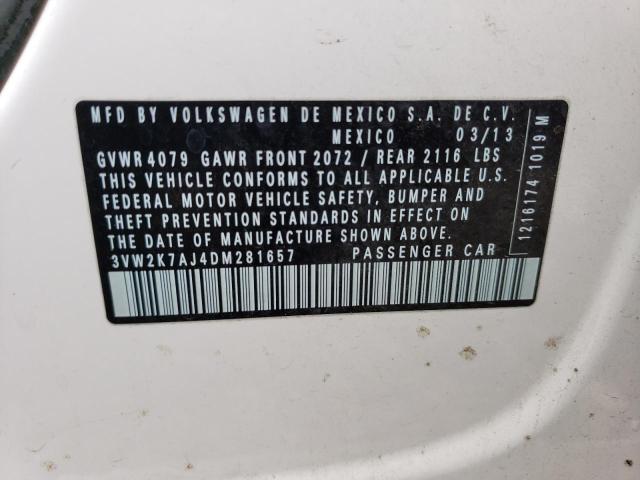 MFD BY VOLKSWAGEN DE MEXICO S.A. DE C.V.
MEXICO 03/13
GVWR 4079 GAWR FRONT 2072 / REAR 2116 LBS
THIS VEHICLE CONFORMS TO ALL APPLICABLE U.S.
FEDERAL MOTOR VEHICLE SAFETY, BUMPER AND
THEFT PREVENTION STANDARDS IN EFFECT ON
THE DATE OF MANUFACTURE SHOWN ABOVE.
3VW2K7AJ4DM281657 PASSENGER CAR
1216174 1019 M